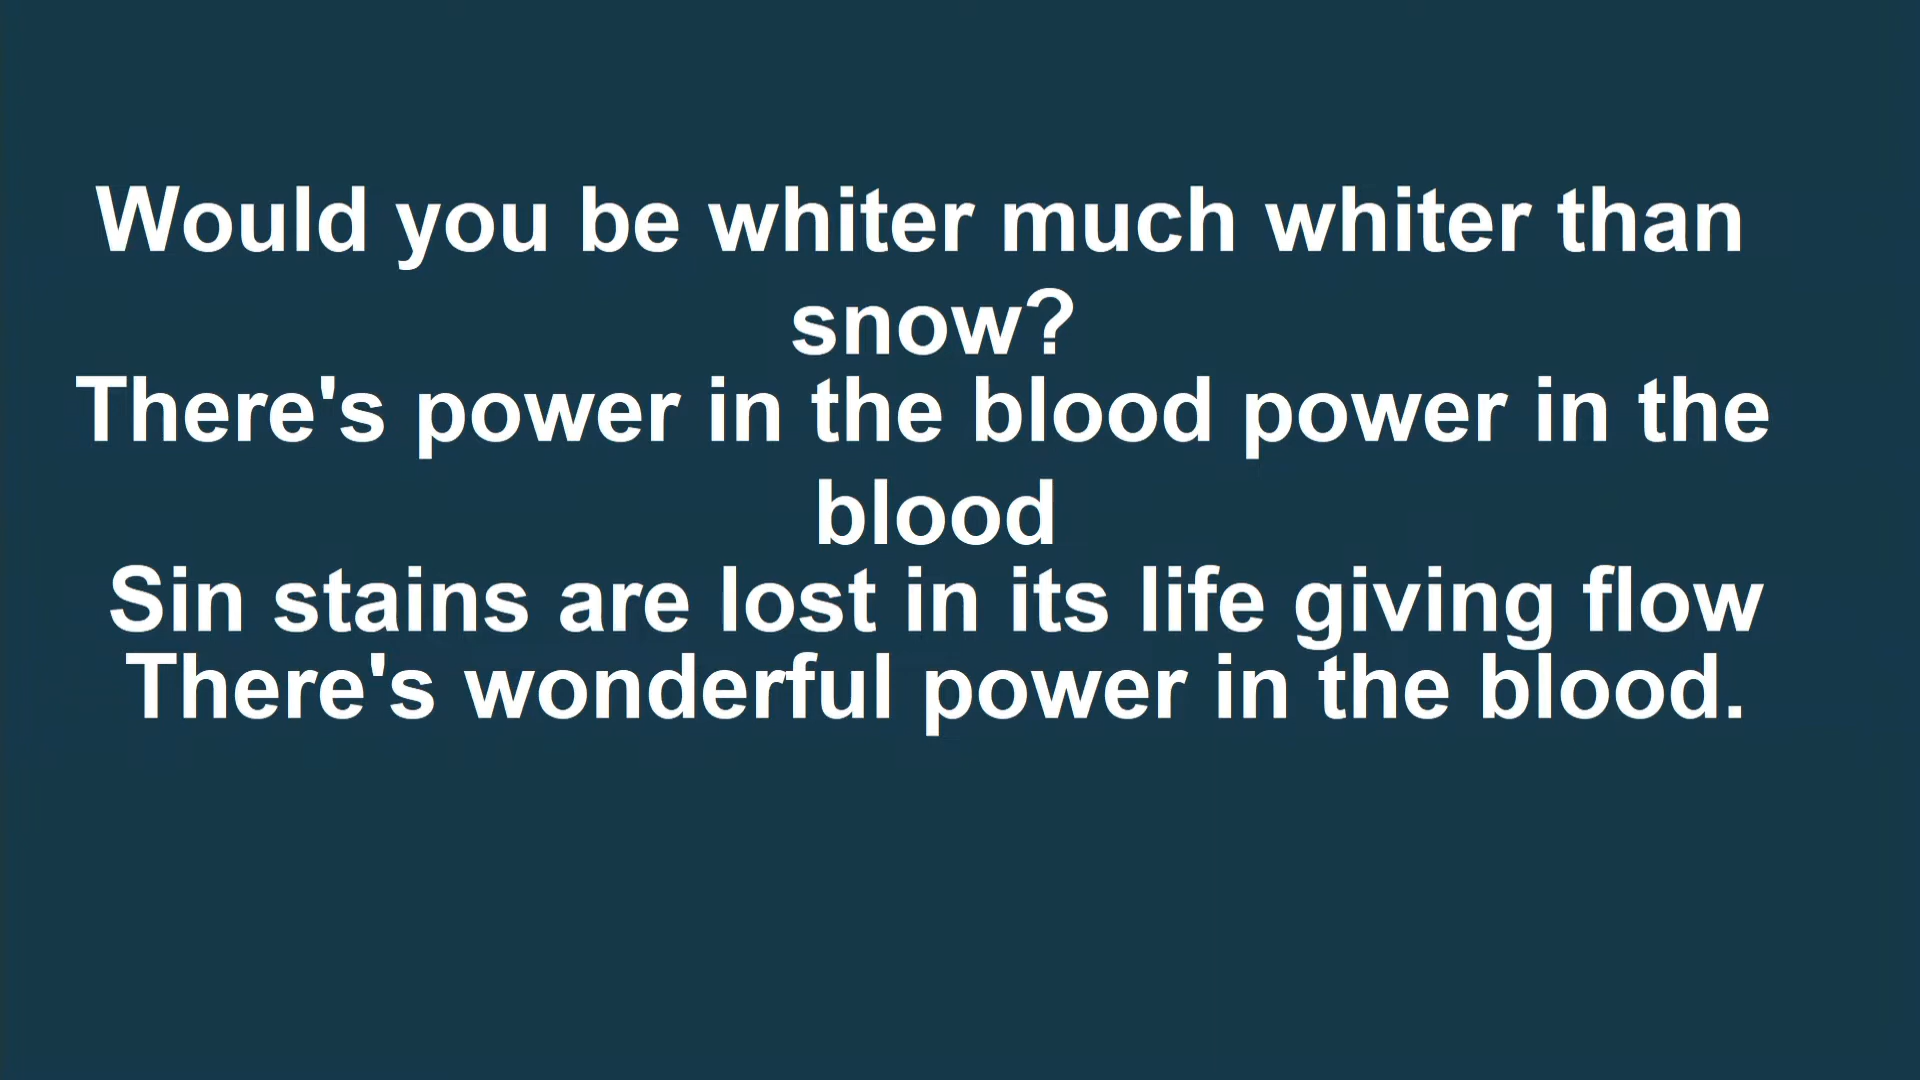 Would you be whiter much whiter than
snow?
There's power in the blood power in the
blood
Sin stains are lost in its life giving flow
There's wonderful power in the blood.